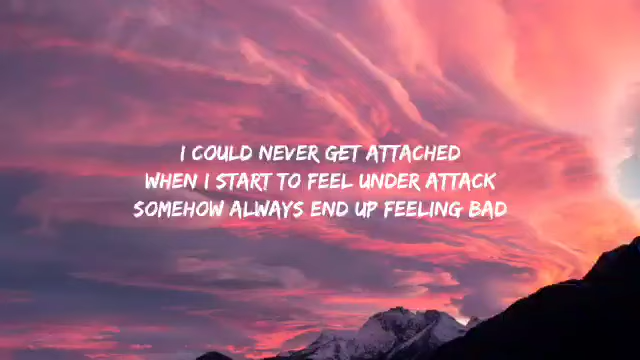 I COULD NEVER GET ATTACHED
WHEN I START TO FEEL UNDER ATTACK
SOMEHOW ALWAYS END UP FEELING BAD